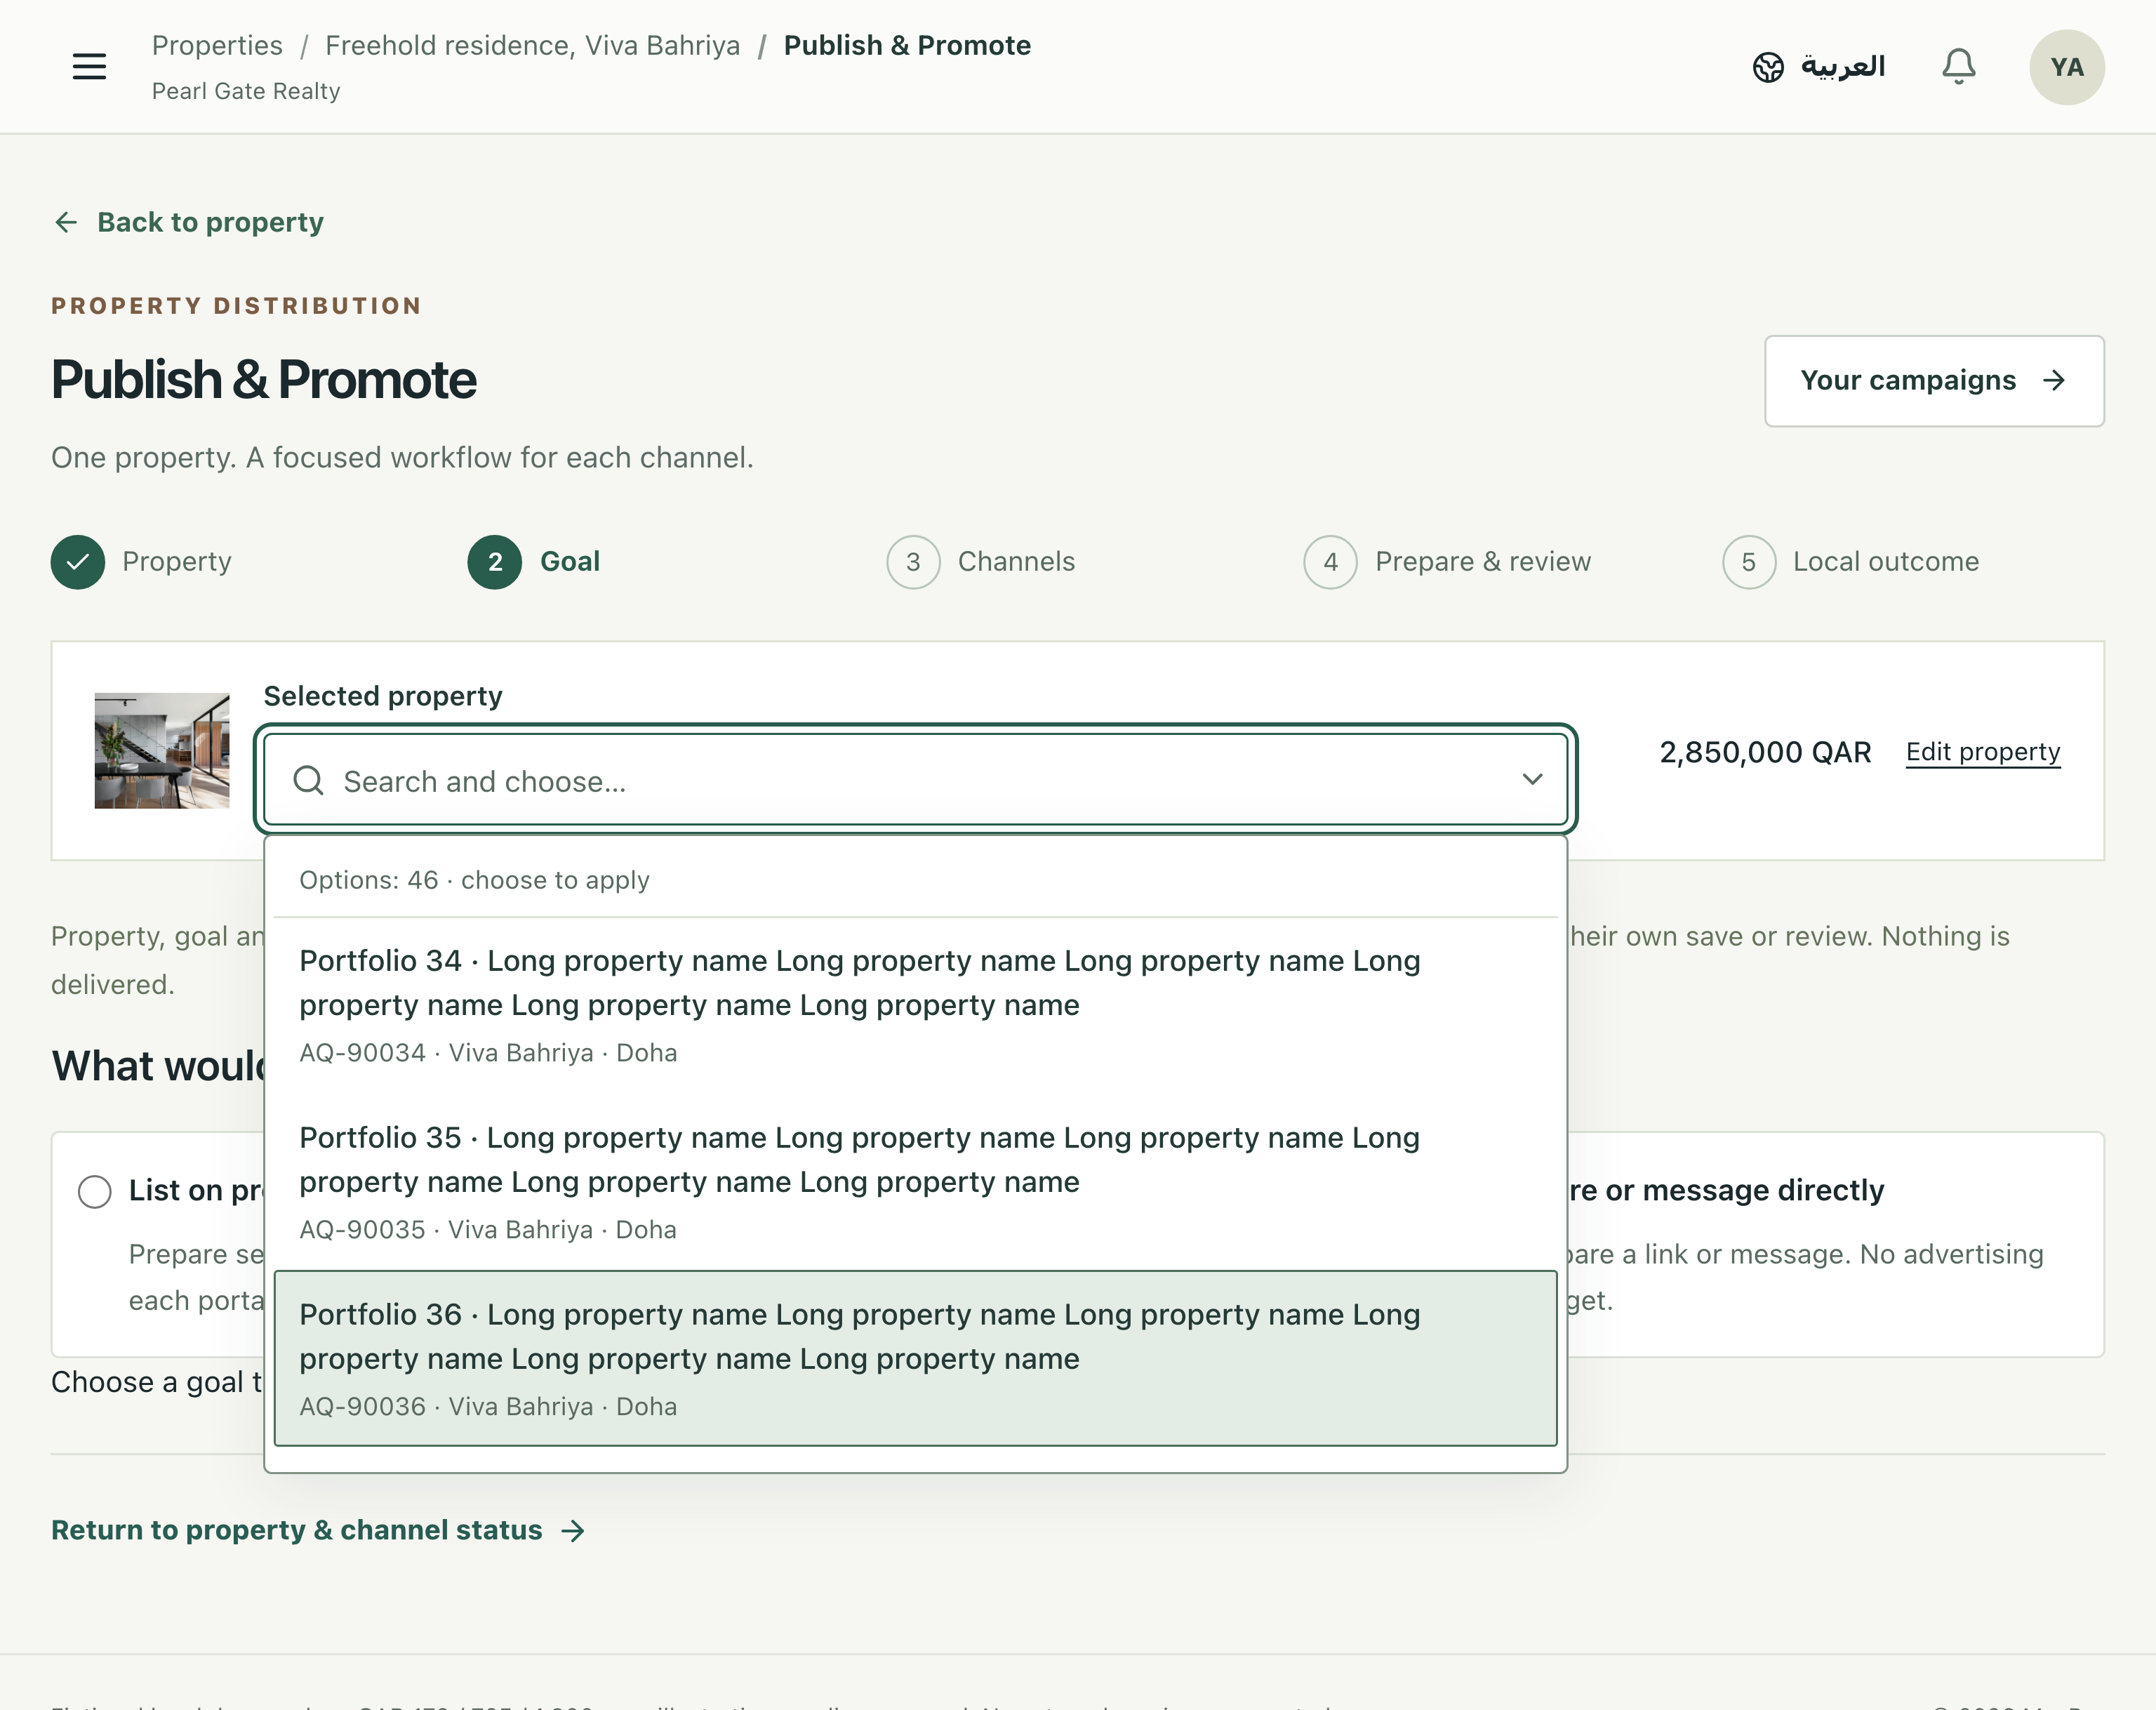 Properties / Freehold residence, Viva Bahriya / Publish & Promote
Pearl Gate Realty
العربية
YA
Back to property
PROPERTY DISTRIBUTION
Publish & Promote
Your campaigns
One property. A focused workflow for each channel.
Property
2 Goal
3 Channels
4 Prepare & review
5 Local outcome
Selected property
Search and choose...
2,850,000 QAR
Edit property
Options: 46 · choose to apply
Property, goal an
heir own save or review. Nothing is
delivered.
Portfolio 34 · Long property name Long property name Long property name Long
property name Long property name Long property name
AQ-90034 · Viva Bahriya · Doha
What would
Portfolio 35 · Long property name Long property name Long property name Long
property name Long property name Long property name
AQ-90035 · Viva Bahriya · Doha
List on pr
re or message directly
Prepare se
are a link or message. No advertising
each porta
get.
Portfolio 36 · Long property name Long property name Long property name Long
property name Long property name Long property name
AQ-90036 · Viva Bahriya · Doha
Choose a goal t
Return to property & channel status